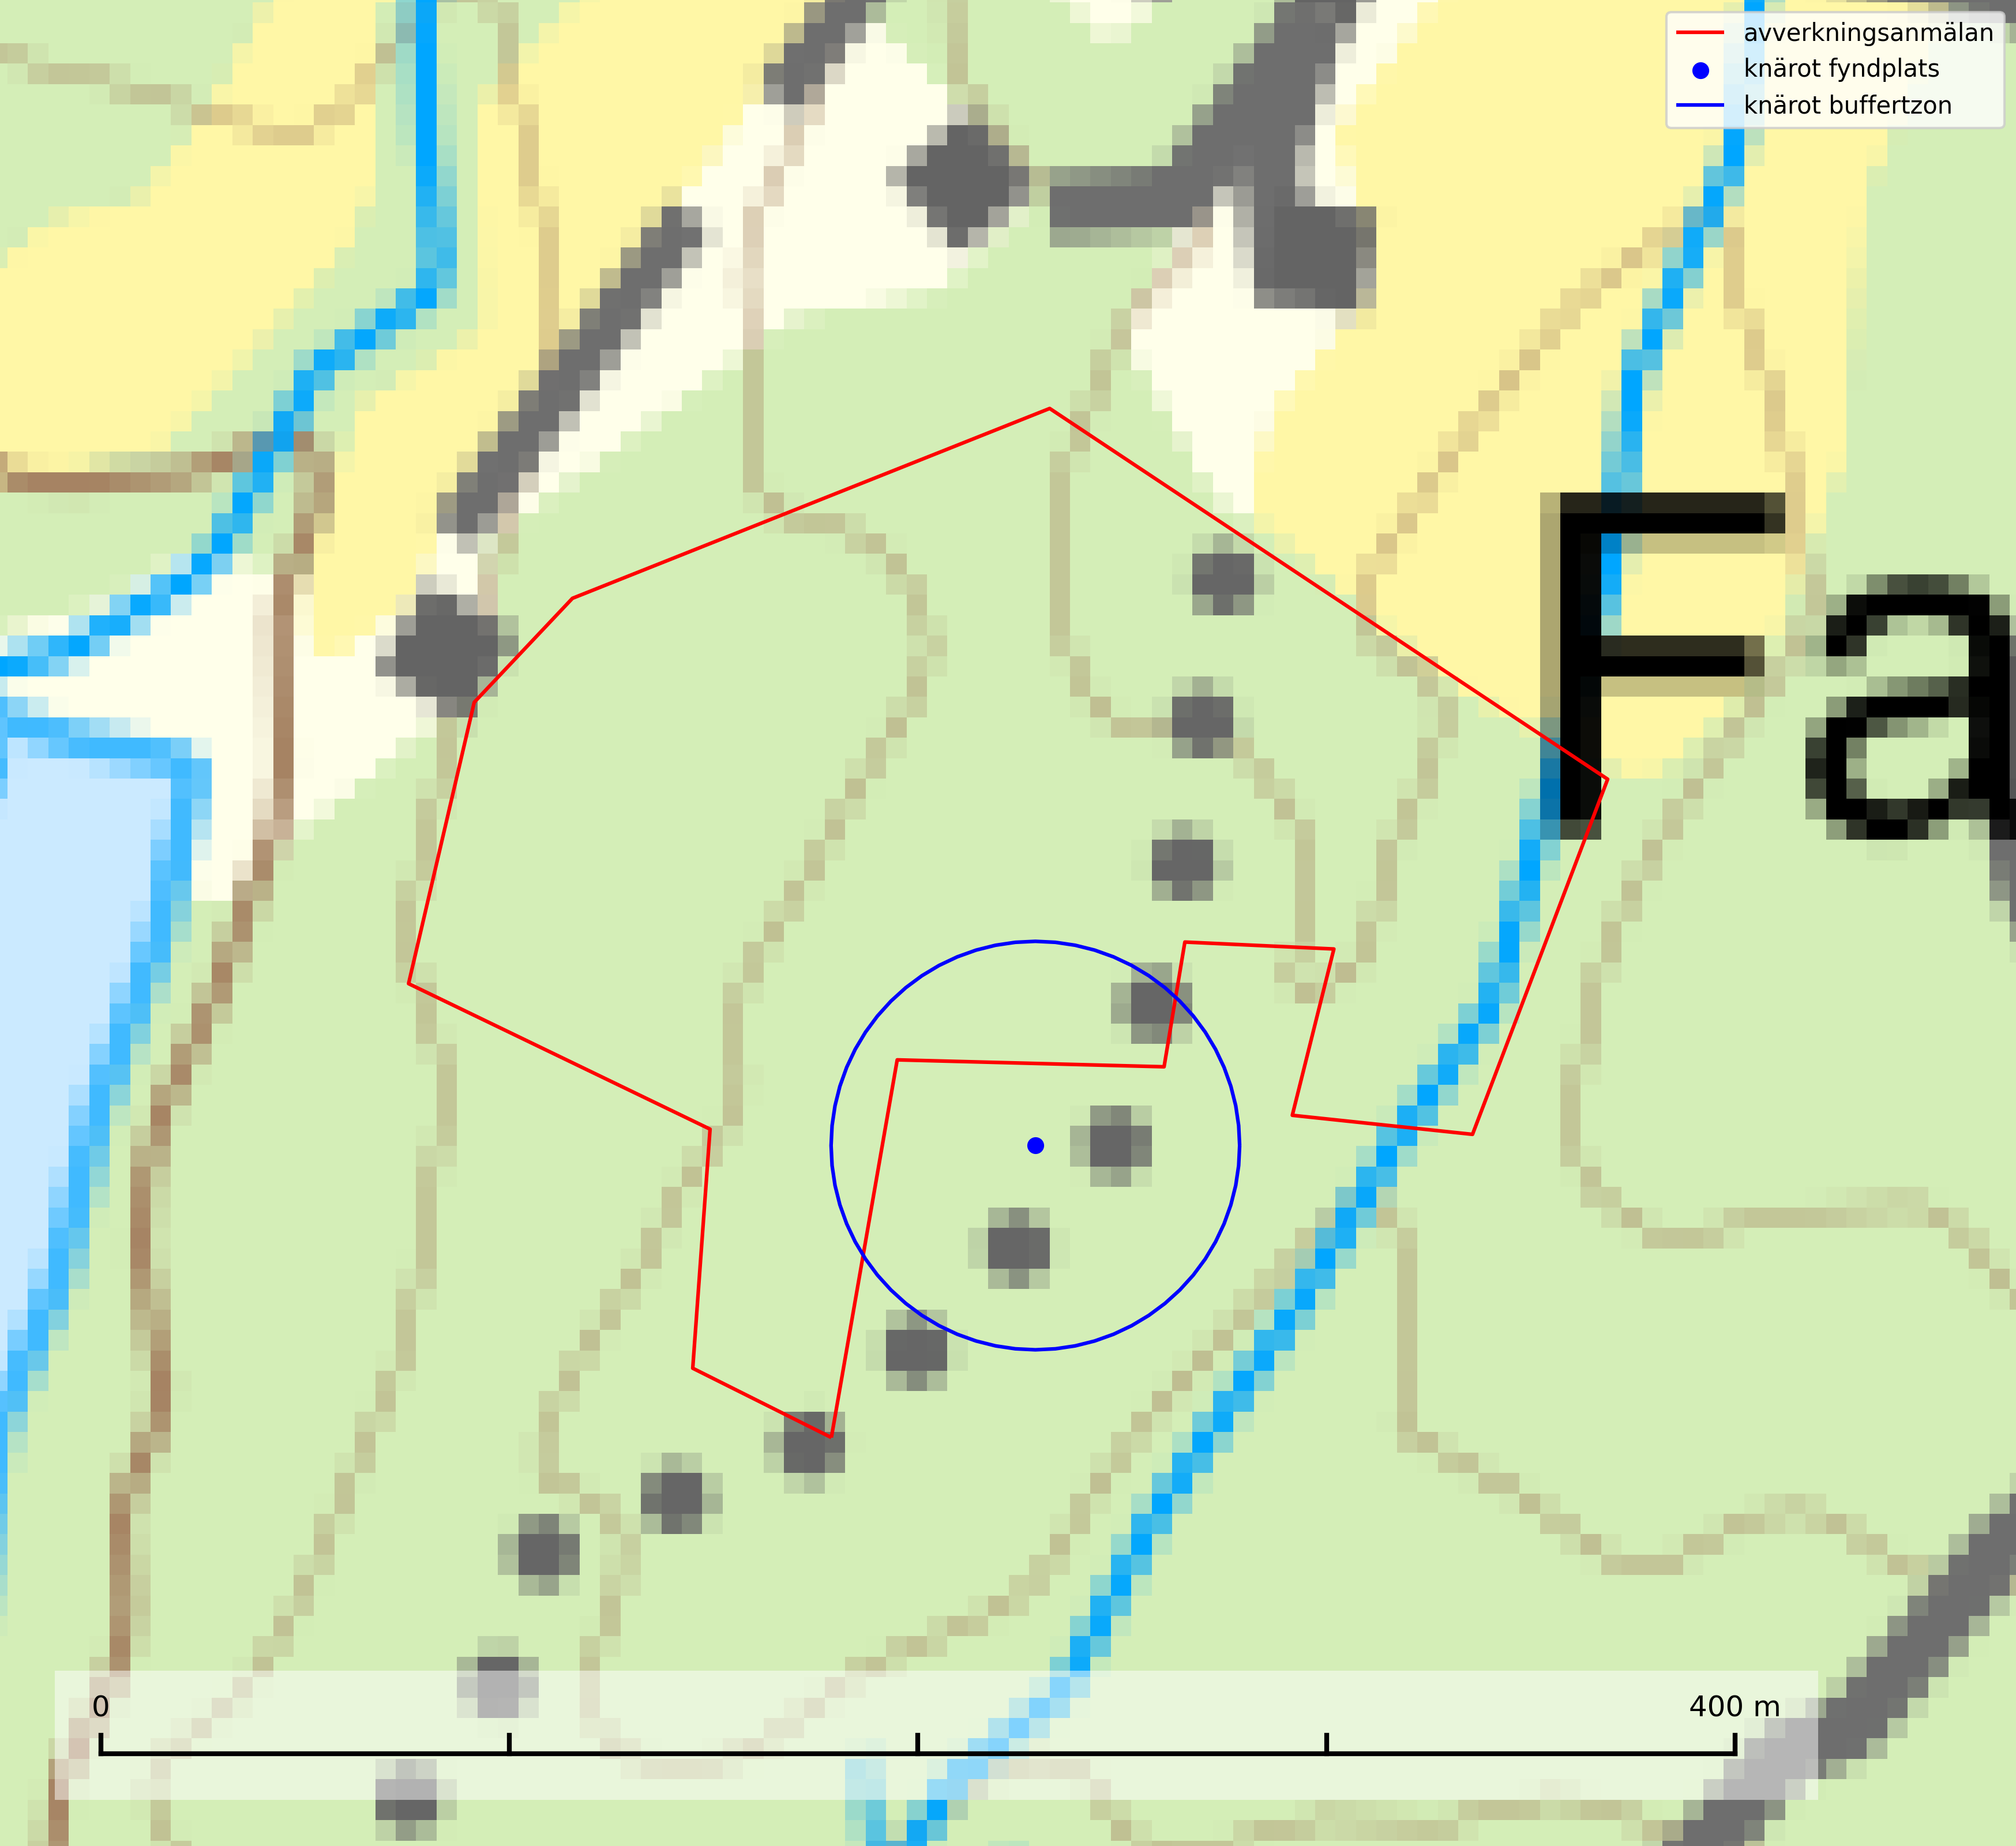 avverkningsanmälan
knärot fyndplats
knärot buffertzon
Fa
0 400 m